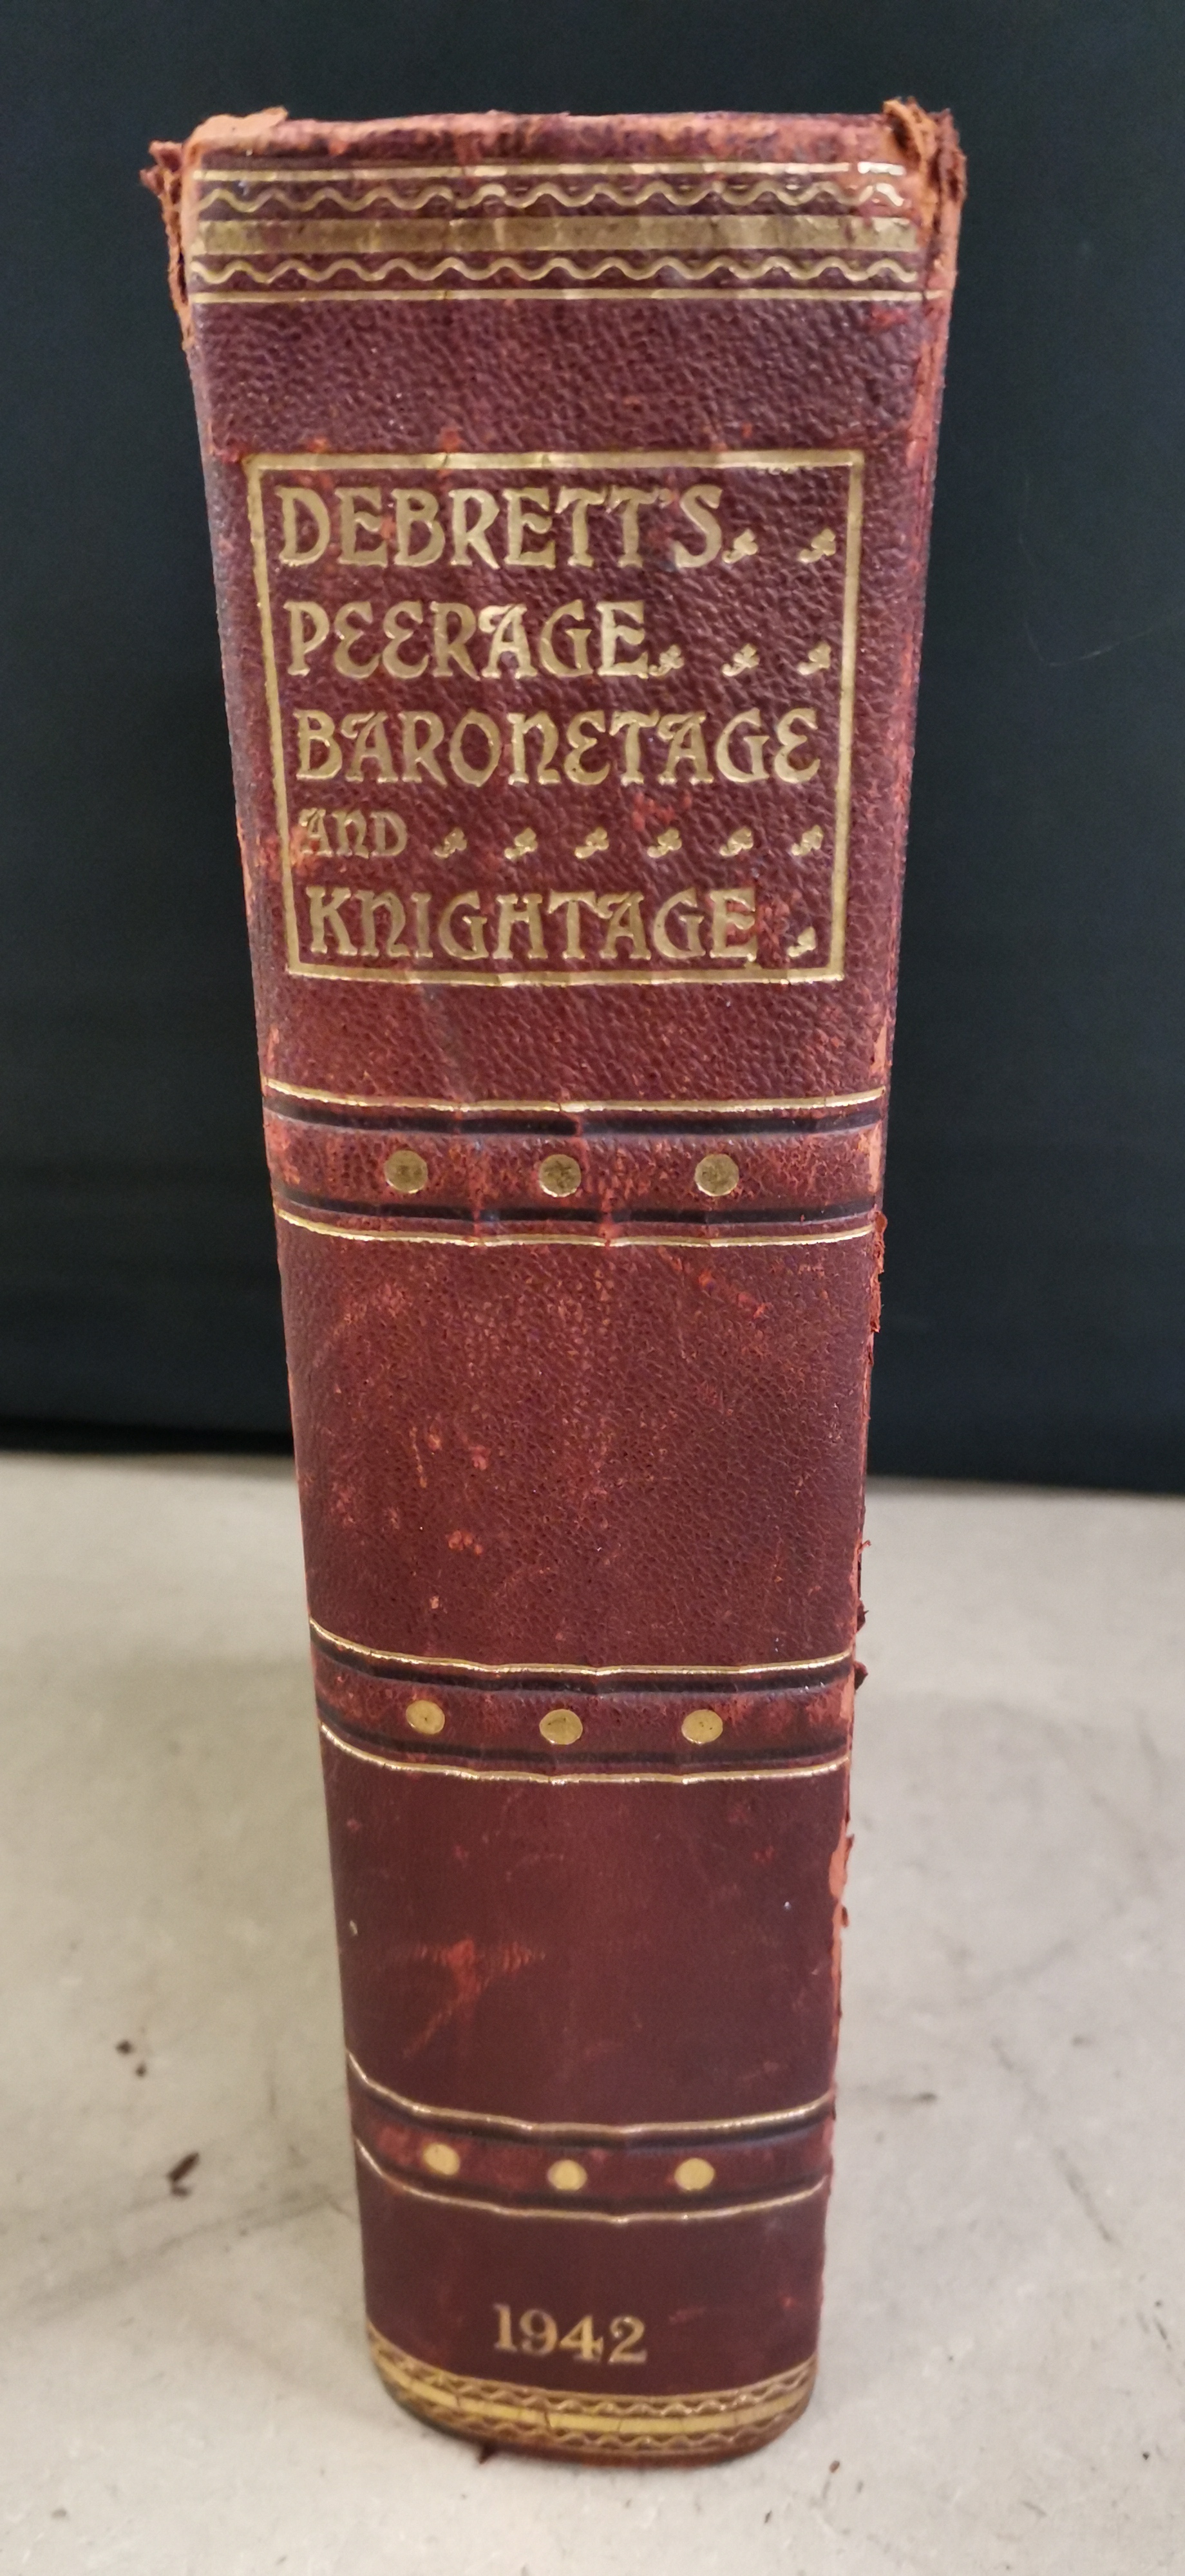 DEBRETT'S
PEERAGE
BARONETAGE
AND
KNIGHTAGE
1942